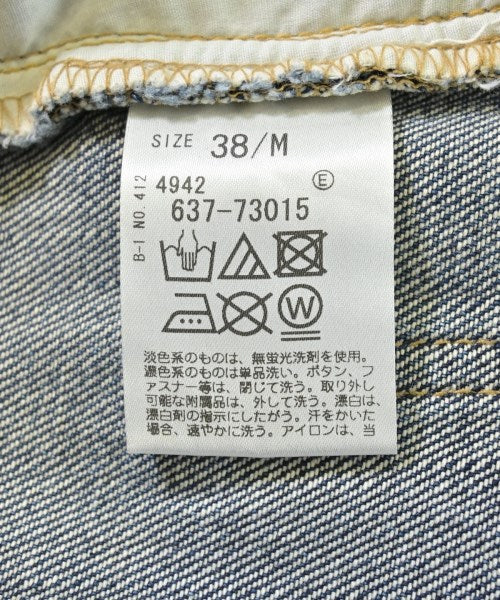 SIZE 38/M
B-I NO.412
4942 E
637-73015
W
淡色系のものは、無蛍光洗剤を使用。
濃色系のものは単品洗い。ボタン、フ
ァスナー等は、閉じて洗う。取り外し
可能な附属品は、外して洗う。漂白は、
漂白剤の指示にしたがう。汗をかいた
場合、速やかに洗う。アイロンは、当